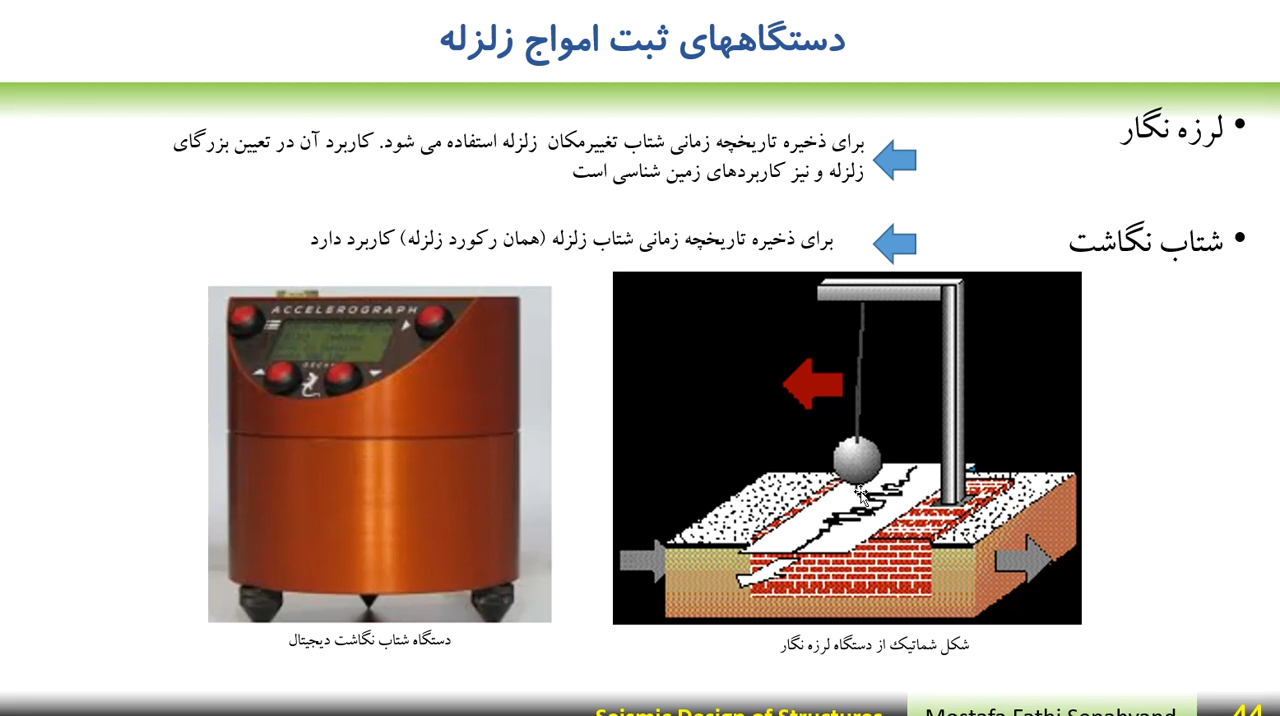 دستگاههای ثبت امواج زلزله
• لرزه نگار
برای ذخیره تاریخچه زمانی شتاب تغییرمکان زلزله استفاده می شود. کاربرد آن در تعیین بزرگای
زلزله و نیز کاربردهای زمین شناسی است
• شتاب نگاشت
برای ذخیره تاریخچه زمانی شتاب زلزله (همان رکورد زلزله) کاربرد دارد
ACCELEROGRAPH
شکل شماتیک از دستگاه لرزه نگار
دستگاه شتاب نگاشت دیجیتال
Seismic Design of Structures
Mostafa Fathi Sepahvand
44